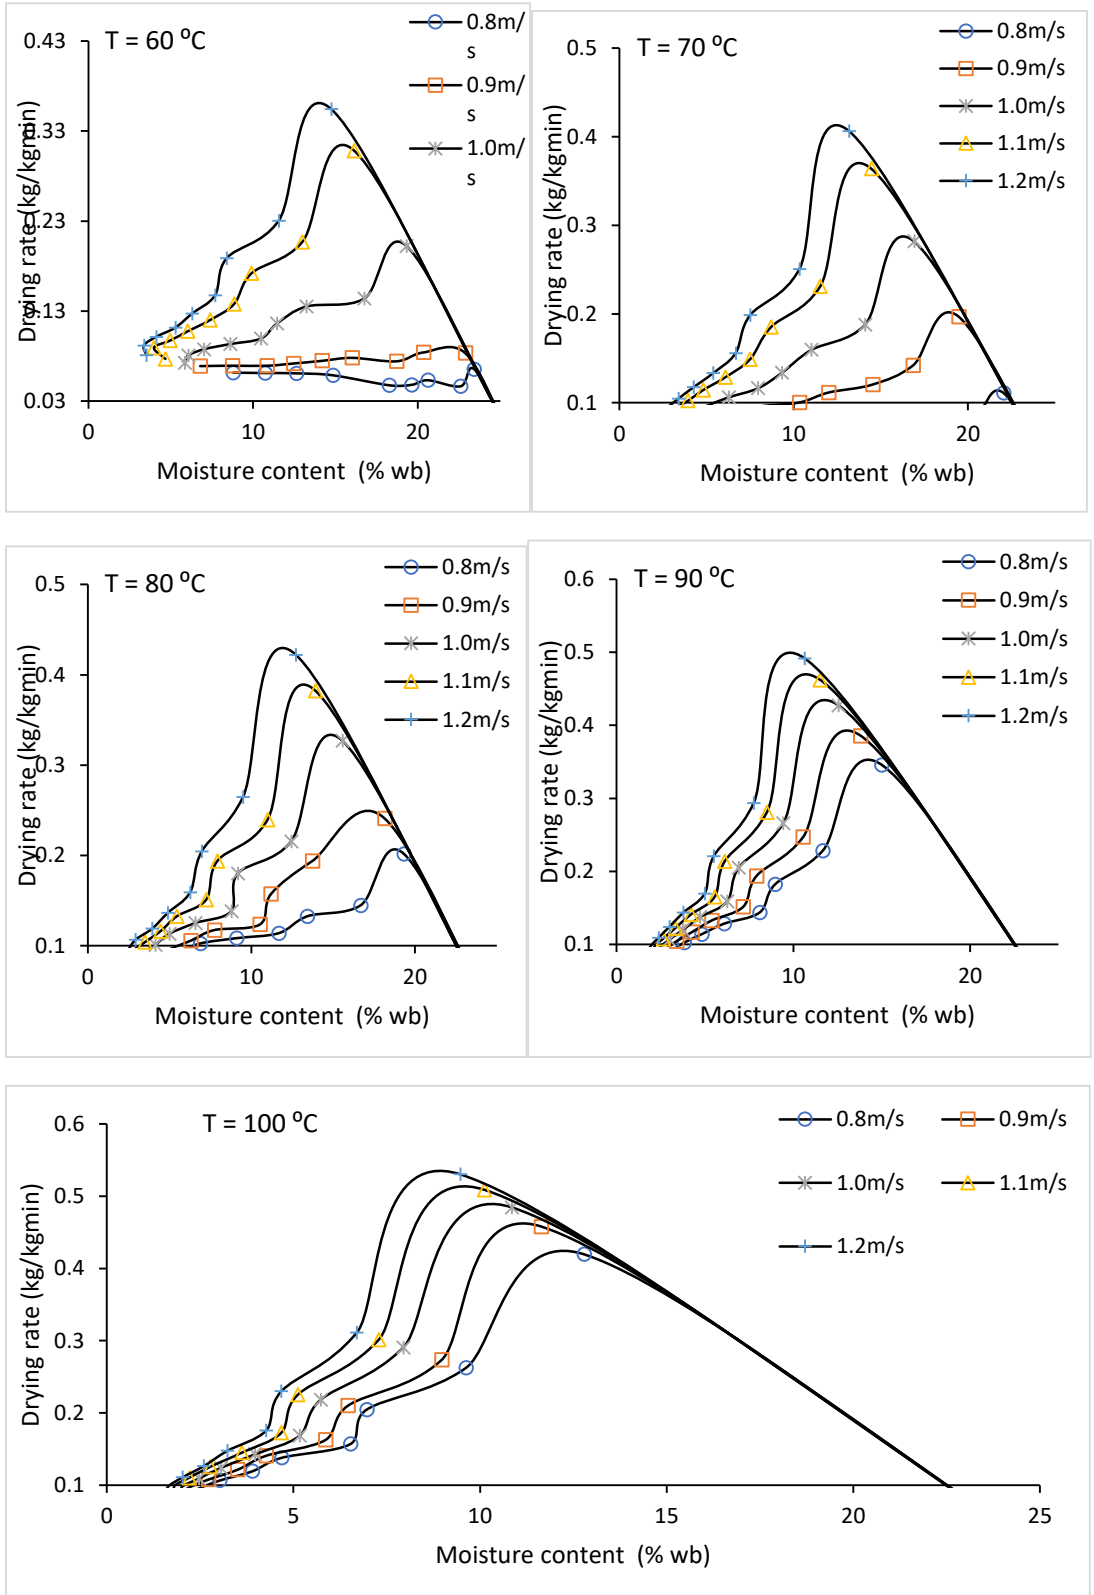 T = 60 ⁰C
0.8m/
s
0.9m/
s
1.0m/
s
0.43
0.33
0.23
0.13
0.03
0
10
20
Drying rate (kg/kgmin)
Moisture content (% wb)
T = 70 ⁰C
0.8m/s
0.9m/s
1.0m/s
1.1m/s
1.2m/s
0.5
0.4
0.3
0.2
0.1
0
10
20
Drying rate (kg/kgmin)
Moisture content (% wb)
T = 80 ⁰C
0.8m/s
0.9m/s
1.0m/s
1.1m/s
1.2m/s
0.5
0.4
0.3
0.2
0.1
0
10
20
Drying rate (kg/kgmin)
Moisture content (% wb)
T = 90 ⁰C
0.8m/s
0.9m/s
1.0m/s
1.1m/s
1.2m/s
0.6
0.5
0.4
0.3
0.2
0.1
0
10
20
Drying rate (kg/kgmin)
Moisture content (% wb)
T = 100 ⁰C
0.8m/s
0.9m/s
1.0m/s
1.1m/s
1.2m/s
0.6
0.5
0.4
0.3
0.2
0.1
0
5
10
15
20
25
Drying rate (kg/kgmin)
Moisture content (% wb)